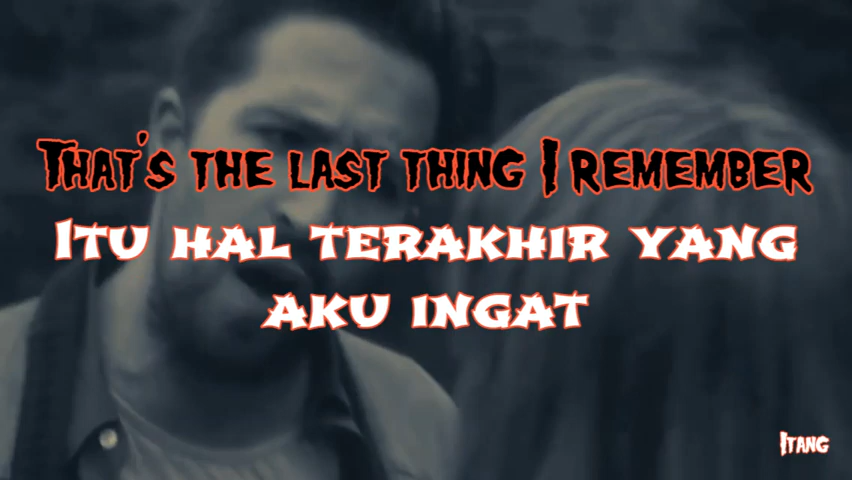 That's the last thing I remember
Itu hal terakhir yang
aku ingat
Itang